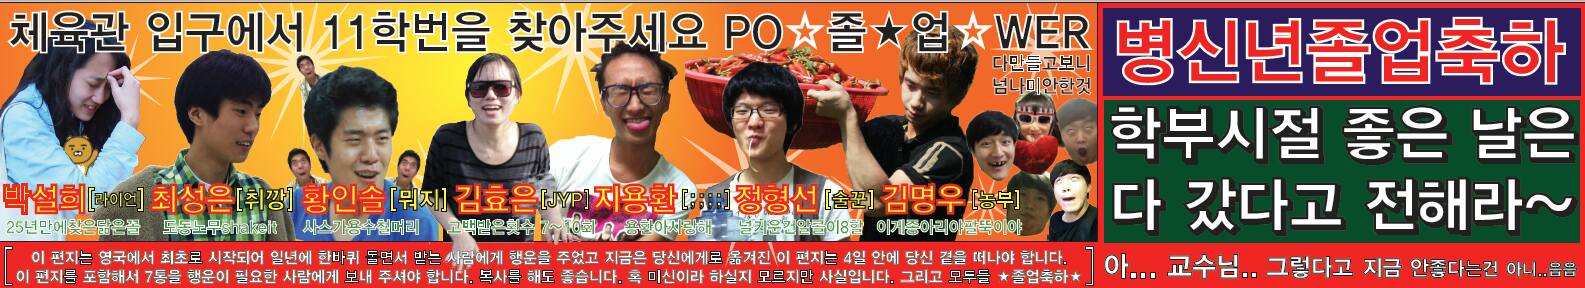 체육관 입구에서 11학번을 찾아주세요 PO☆졸★업☆WER
다만들고보니
넘나미안한것
박설희[라이언] 최성은[취깡] 황인솔[뭐지] 김효은[JYP] 지용환[;;;;] 정형선[술꾼] 김명우[농부]
25년만에찾은닮은꼴 도동노무shakeit 사스가용수철머리 고백받은횟수 7~10회 용환아사랑해 널겨눈건앞줄이8할 이게종아리야팔뚝이야
[ 이 편지는 영국에서 최초로 시작되어 일년에 한바퀴 돌면서 받는 사람에게 행운을 주었고 지금은 당신에게로 옮겨진 이 편지는 4일 안에 당신 곁을 떠나야 합니다.
이 편지를 포함해서 7통을 행운이 필요한 사람에게 보내 주셔야 합니다. 복사를 해도 좋습니다. 혹 미신이라 하실지 모르지만 사실입니다. 그리고 모두들 ★졸업축하★ ]
병신년졸업축하
학부시절 좋은 날은
다 갔다고 전해라~
아... 교수님.. 그렇다고 지금 안좋다는건 아니..읍읍